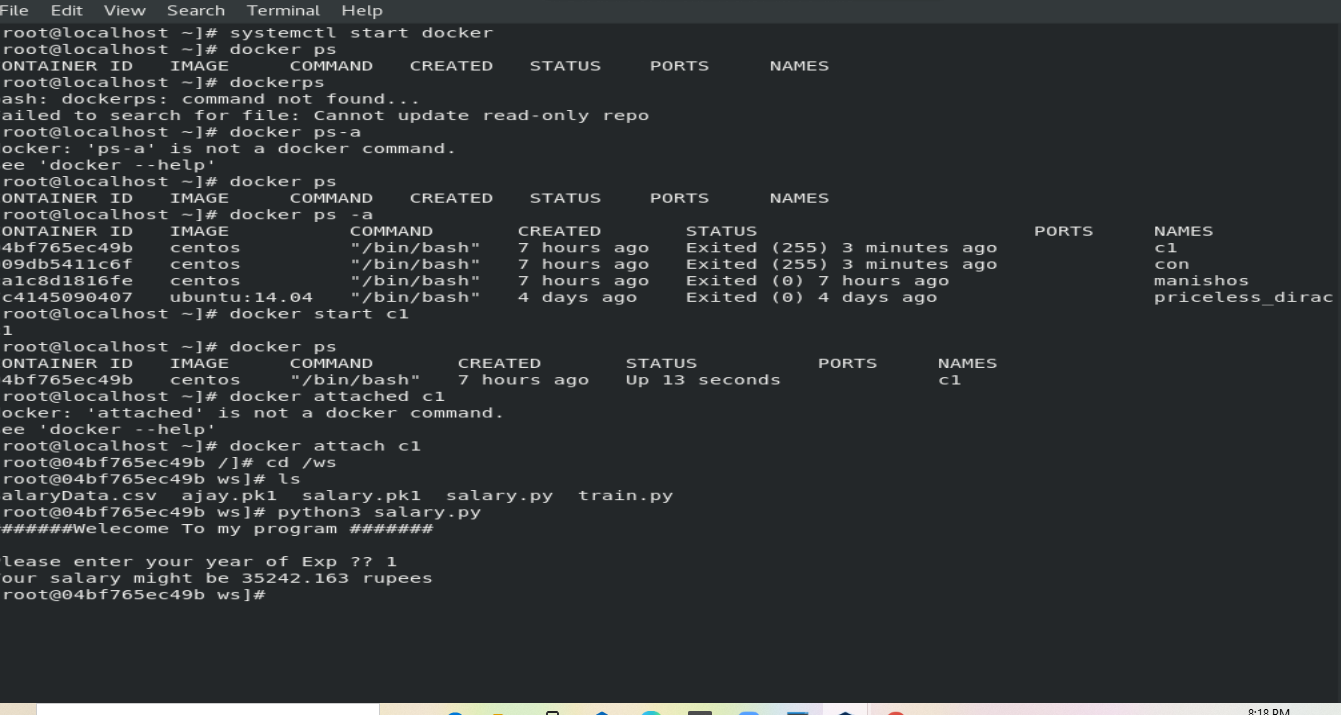 File Edit View Search Terminal Help
root@localhost ~]# systemctl start docker
root@localhost ~]# docker ps
ONTAINER ID   IMAGE     COMMAND   CREATED   STATUS    PORTS     NAMES
root@localhost ~]# dockerps
ash: dockerps: command not found...
ailed to search for file: Cannot update read-only repo
root@localhost ~]# docker ps-a
ocker: 'ps-a' is not a docker command.
ee 'docker --help'
root@localhost ~]# docker ps
ONTAINER ID   IMAGE     COMMAND   CREATED   STATUS    PORTS     NAMES
root@localhost ~]# docker ps -a
ONTAINER ID   IMAGE          COMMAND       CREATED       STATUS                       PORTS     NAMES
4bf765ec49b   centos         "/bin/bash"   7 hours ago   Exited (255) 3 minutes ago             c1
09db5411c6f   centos         "/bin/bash"   7 hours ago   Exited (255) 3 minutes ago             con
a1c8d1816fe   centos         "/bin/bash"   7 hours ago   Exited (0) 7 hours ago                 manishos
c4145090407   ubuntu:14.04   "/bin/bash"   4 days ago    Exited (0) 4 days ago                  priceless_dirac
root@localhost ~]# docker start c1
1
root@localhost ~]# docker ps
ONTAINER ID   IMAGE     COMMAND       CREATED       STATUS          PORTS     NAMES
4bf765ec49b   centos    "/bin/bash"   7 hours ago   Up 13 seconds             c1
root@localhost ~]# docker attached c1
ocker: 'attached' is not a docker command.
ee 'docker --help'
root@localhost ~]# docker attach c1
root@04bf765ec49b /]# cd /ws
root@04bf765ec49b ws]# ls
alaryData.csv  ajay.pk1  salary.pk1  salary.py  train.py
root@04bf765ec49b ws]# python3 salary.py
######Welecome To my program #######
lease enter your year of Exp ?? 1
our salary might be 35242.163 rupees
root@04bf765ec49b ws]#
8:18 PM